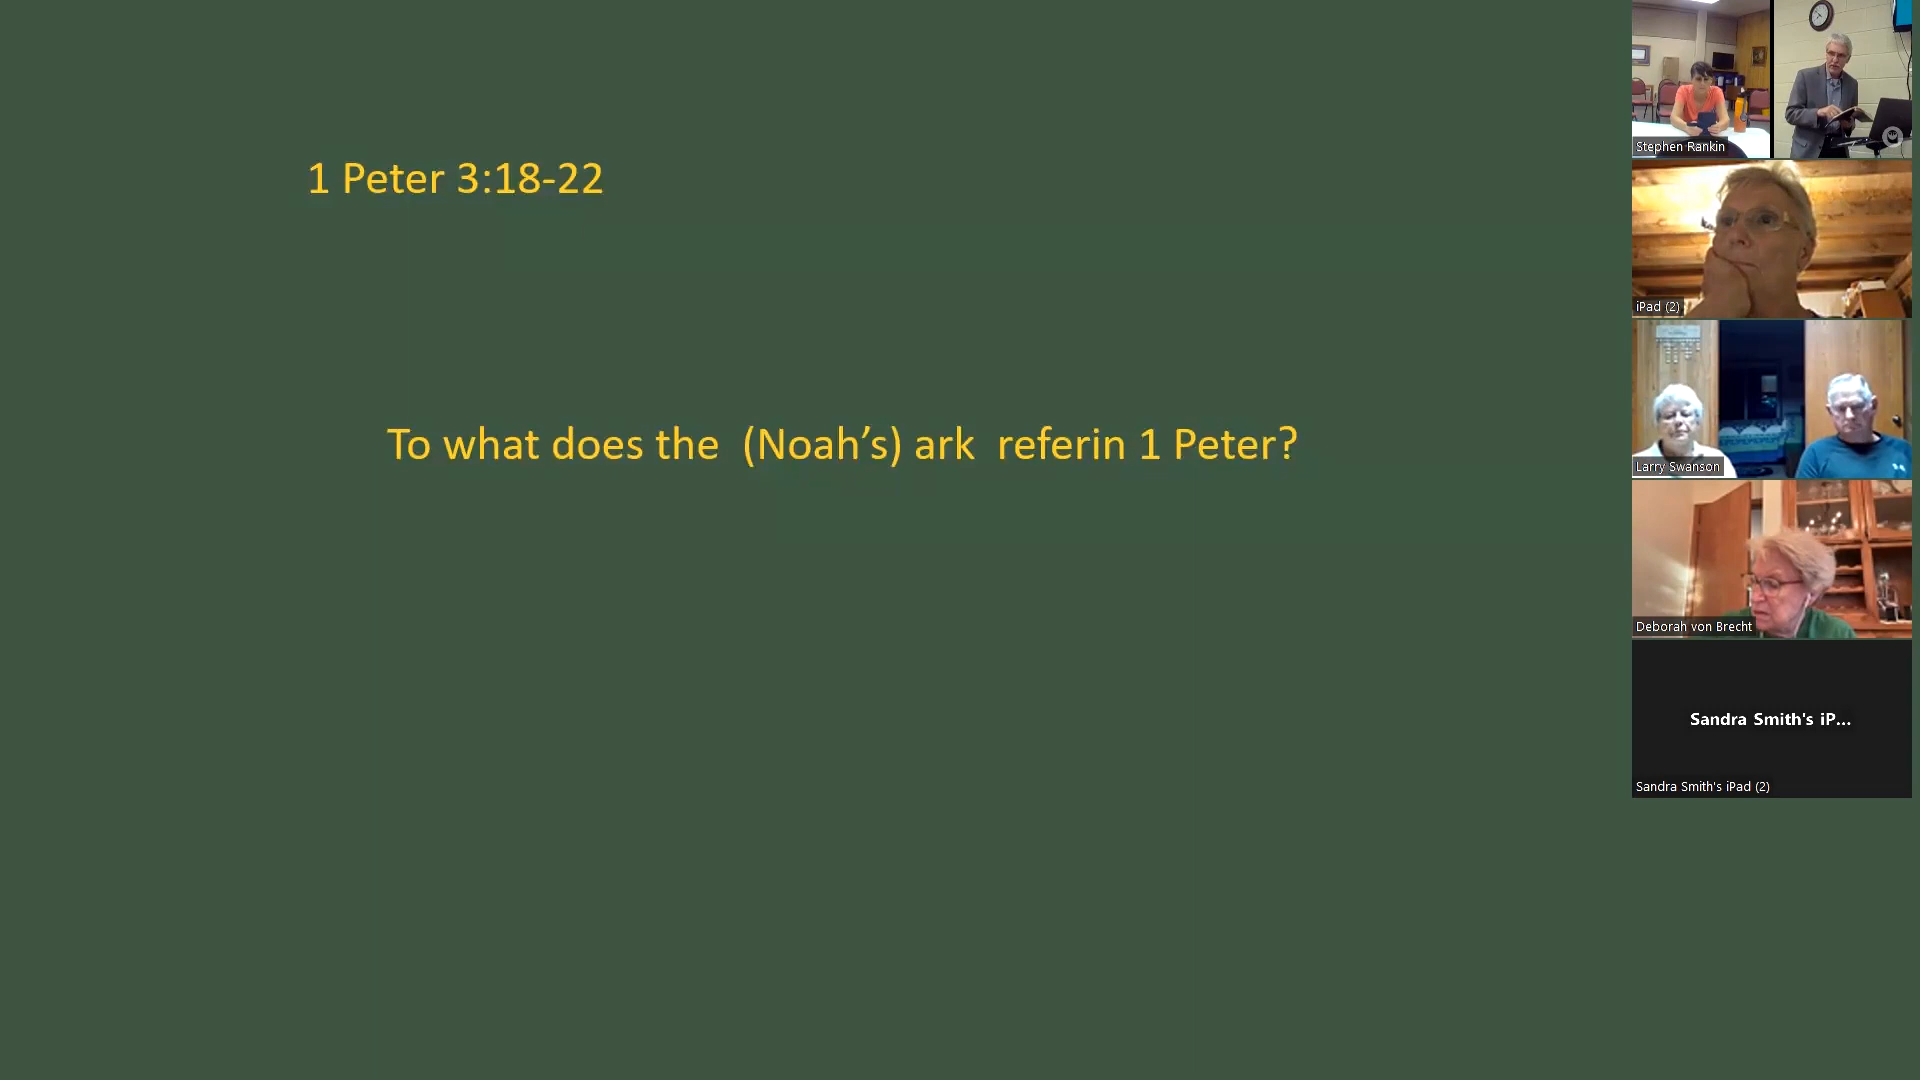 1 Peter 3:18-22
To what does the (Noah’s) ark referin 1 Peter?
Stephen Rankin
iPad (2)
Larry Swanson
Deborah von Brecht
Sandra Smith's iP...
Sandra Smith's iPad (2)